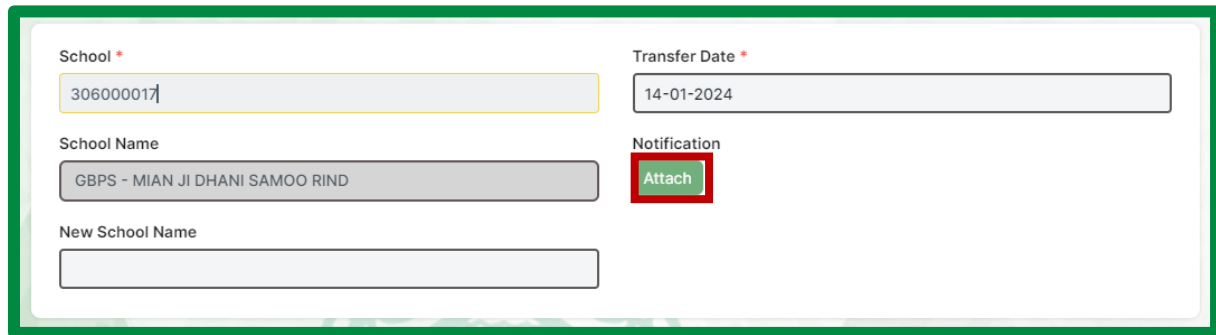 School *
306000017
School Name
GBPS - MIAN JI DHANI SAMOO RIND
New School Name
Transfer Date *
14-01-2024
Notification
Attach